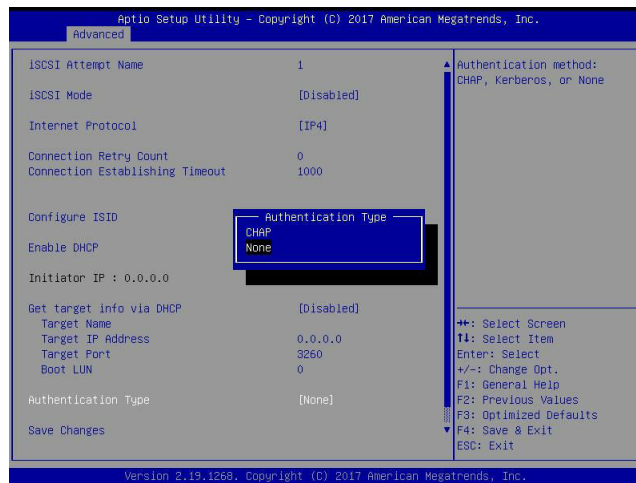 Aptio Setup Utility – Copyright (C) 2017 American Megatrends, Inc.
Advanced
iSCSI Attempt Name 1
iSCSI Mode [Disabled]
Internet Protocol [IP4]
Connection Retry Count 0
Connection Establishing Timeout 1000
Configure ISID
Enable DHCP
Initiator IP : 0.0.0.0
Get target info via DHCP [Disabled]
Target Name
Target IP Address 0.0.0.0
Target Port 3260
Boot LUN 0
Authentication Type [None]
Save Changes
Authentication Type
CHAP
None
Authentication method:
CHAP, Kerberos, or None
→←: Select Screen
↑↓: Select Item
Enter: Select
+/-: Change Opt.
F1: General Help
F2: Previous Values
F3: Optimized Defaults
F4: Save & Exit
ESC: Exit
Version 2.19.1268. Copyright (C) 2017 American Megatrends, Inc.